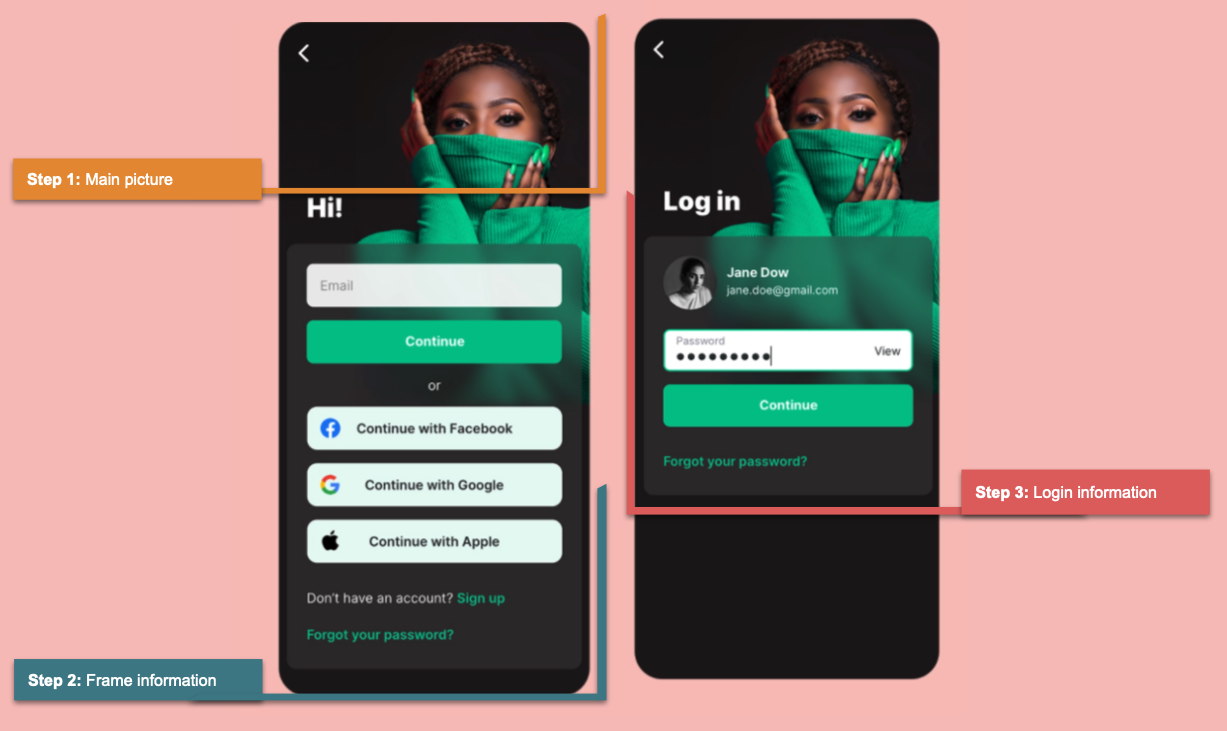 Step 1: Main picture
Hi!
Email
Continue
or
Continue with Facebook
Continue with Google
Continue with Apple
Don't have an account? Sign up
Forgot your password?
Step 2: Frame information
Log in
Jane Dow
jane.doe@gmail.com
Password
View
Continue
Forgot your password?
Step 3: Login information